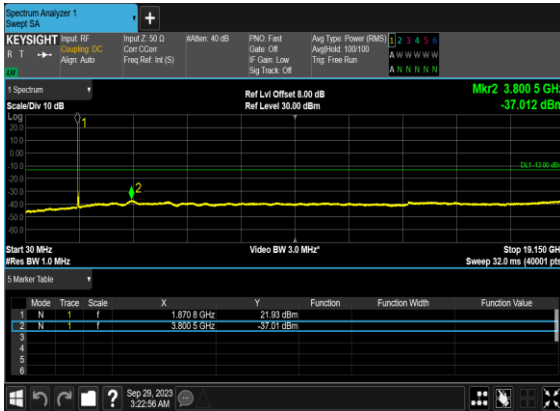 Spectrum Analyzer 1
Swept SA
+
KEYSIGHT
R T
Input: RF
Coupling: DC
Align: Auto
Input Z: 50 Ω
Corr CCorr
Freq Ref: Int (S)
#Atten: 40 dB
PNO: Fast
Gate: Off
IF Gain: Low
Sig Track: Off
Avg Type: Power (RMS)
Avg|Hold: 100/100
Trig: Free Run
1 2 3 4 5 6
A W W W W W
A N N N N N
1 Spectrum
Scale/Div 10 dB
Ref Lvl Offset 8.00 dB
Ref Level 30.00 dBm
Mkr2 3.800 5 GHz
-37.012 dBm
Log
20.0
10.0
0.00
-10.0
-20.0
-30.0
-40.0
-50.0
-60.0
1
2
DL1 -13.00 dBm
Start 30 MHz
#Res BW 1.0 MHz
Video BW 3.0 MHz*
Stop 19.150 GHz
Sweep 32.0 ms (40001 pts)
5 Marker Table
Mode Trace Scale X Y Function Function Width Function Value
1 N 1 f 1.870 8 GHz 21.93 dBm
2 N 1 f 3.800 5 GHz -37.01 dBm
3
4
5
6
?
Sep 29, 2023
3:22:56 AM